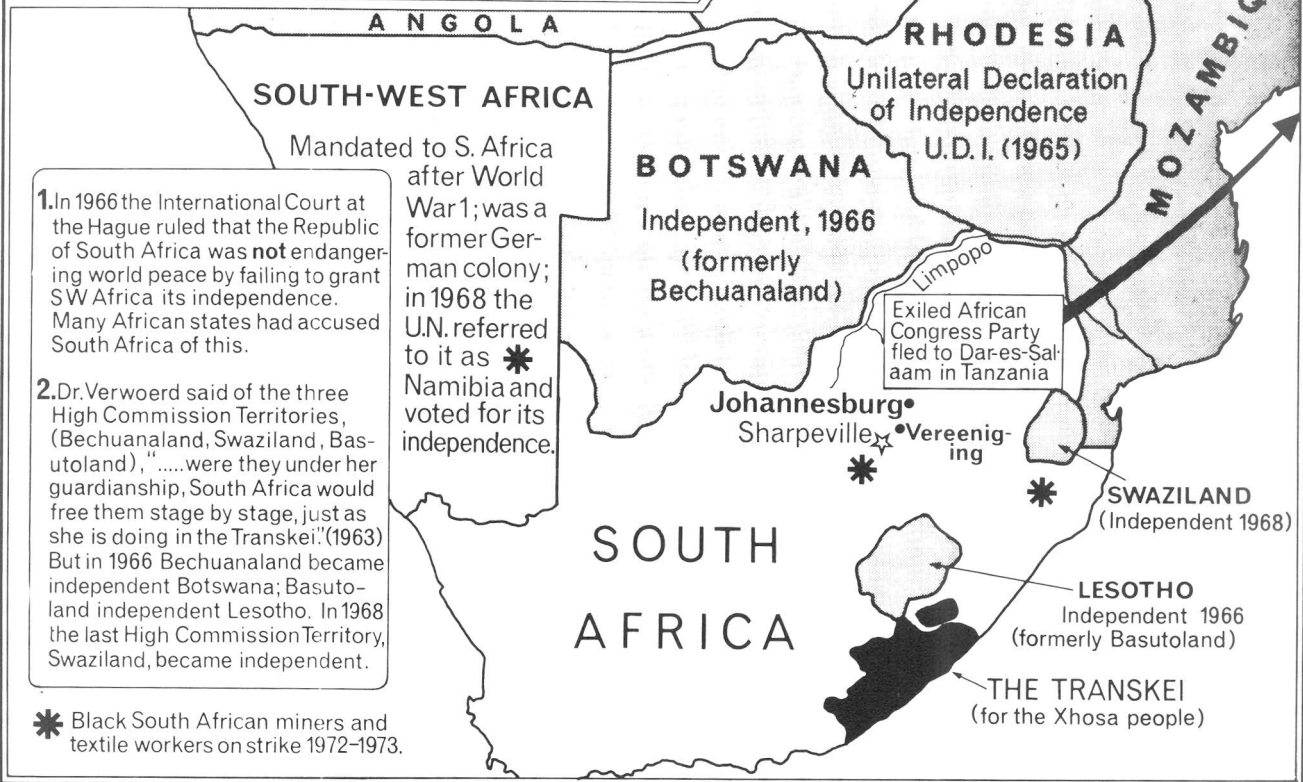 ANGOLA
RHODESIA
Unilateral Declaration
of Independence
U.D.I. (1965)
MOZAMBIQ
SOUTH-WEST AFRICA
Mandated to S. Africa
after World
War 1; was a
former Ger-
man colony;
in 1968 the
U.N. referred
to it as ✱
Namibia and
voted for its
independence.
BOTSWANA
Independent, 1966
(formerly
Bechuanaland)
Limpopo
Exiled African
Congress Party
fled to Dar-es-Sal-
aam in Tanzania
Johannesburg
Sharpeville
Vereenig-
ing
SWAZILAND
(Independent 1968)
SOUTH
AFRICA
LESOTHO
Independent 1966
(formerly Basutoland)
THE TRANSKEI
(for the Xhosa people)
1. In 1966 the International Court at
the Hague ruled that the Republic
of South Africa was not endanger-
ing world peace by failing to grant
SW Africa its independence.
Many African states had accused
South Africa of this.
2. Dr. Verwoerd said of the three
High Commission Territories,
(Bechuanaland, Swaziland, Bas-
utoland), “.....were they under her
guardianship, South Africa would
free them stage by stage, just as
she is doing in the Transkei.” (1963)
But in 1966 Bechuanaland became
independent Botswana; Basuto-
land independent Lesotho. In 1968
the last High Commission Territory,
Swaziland, became independent.
✱ Black South African miners and
textile workers on strike 1972–1973.